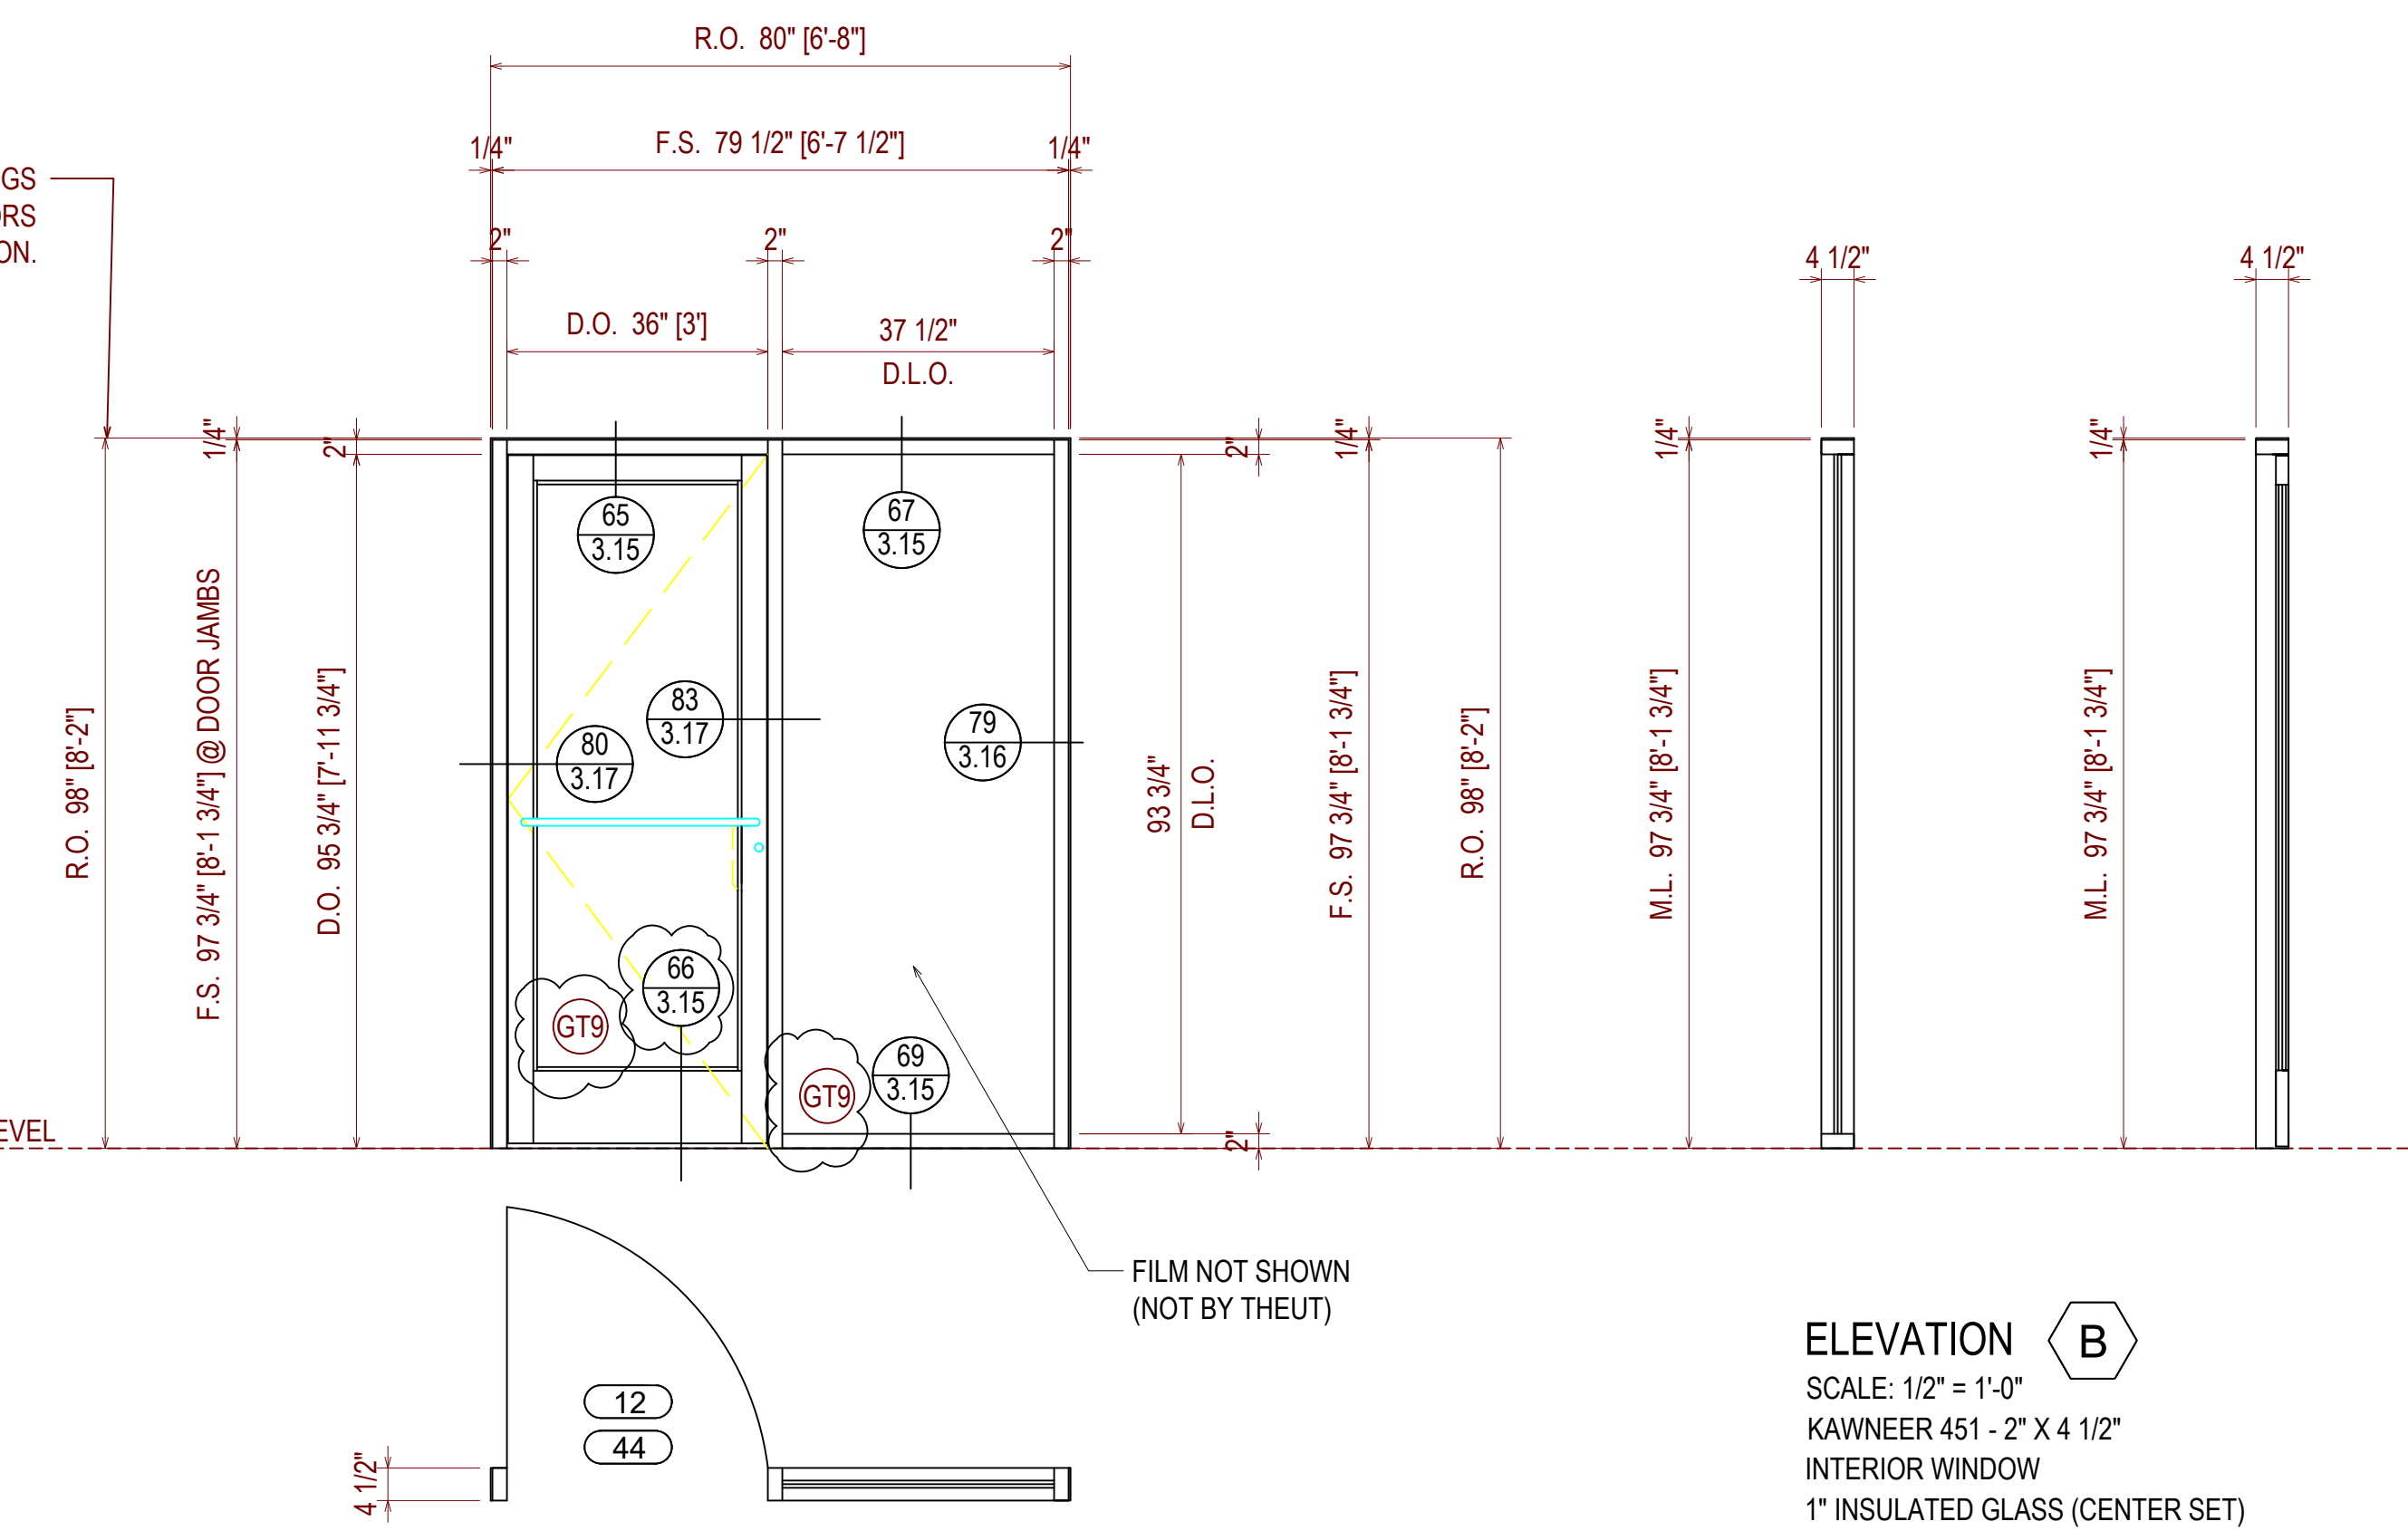 R.O. 80" [6'-8"]
1/4"
F.S. 79 1/2" [6'-7 1/2"]
1/4"
GS
ORS
ON.
2"
2"
2"
4 1/2"
4 1/2"
D.O. 36" [3']
37 1/2"
D.L.O.
1/4"
2"
2"
1/4"
1/4"
1/4"
65
3.15
67
3.15
R.O. 98" [8'-2"]
F.S. 97 3/4" [8'-1 3/4"] @ DOOR JAMBS
D.O. 95 3/4" [7'-11 3/4"]
83
3.17
80
3.17
79
3.16
93 3/4"
D.L.O.
F.S. 97 3/4" [8'-1 3/4"]
R.O. 98" [8'-2"]
M.L. 97 3/4" [8'-1 3/4"]
M.L. 97 3/4" [8'-1 3/4"]
66
3.15
GT9
69
3.15
GT9
EVEL
2"
FILM NOT SHOWN
(NOT BY THEUT)
12
44
4 1/2"
ELEVATION B
SCALE: 1/2" = 1'-0"
KAWNEER 451 - 2" X 4 1/2"
INTERIOR WINDOW
1" INSULATED GLASS (CENTER SET)